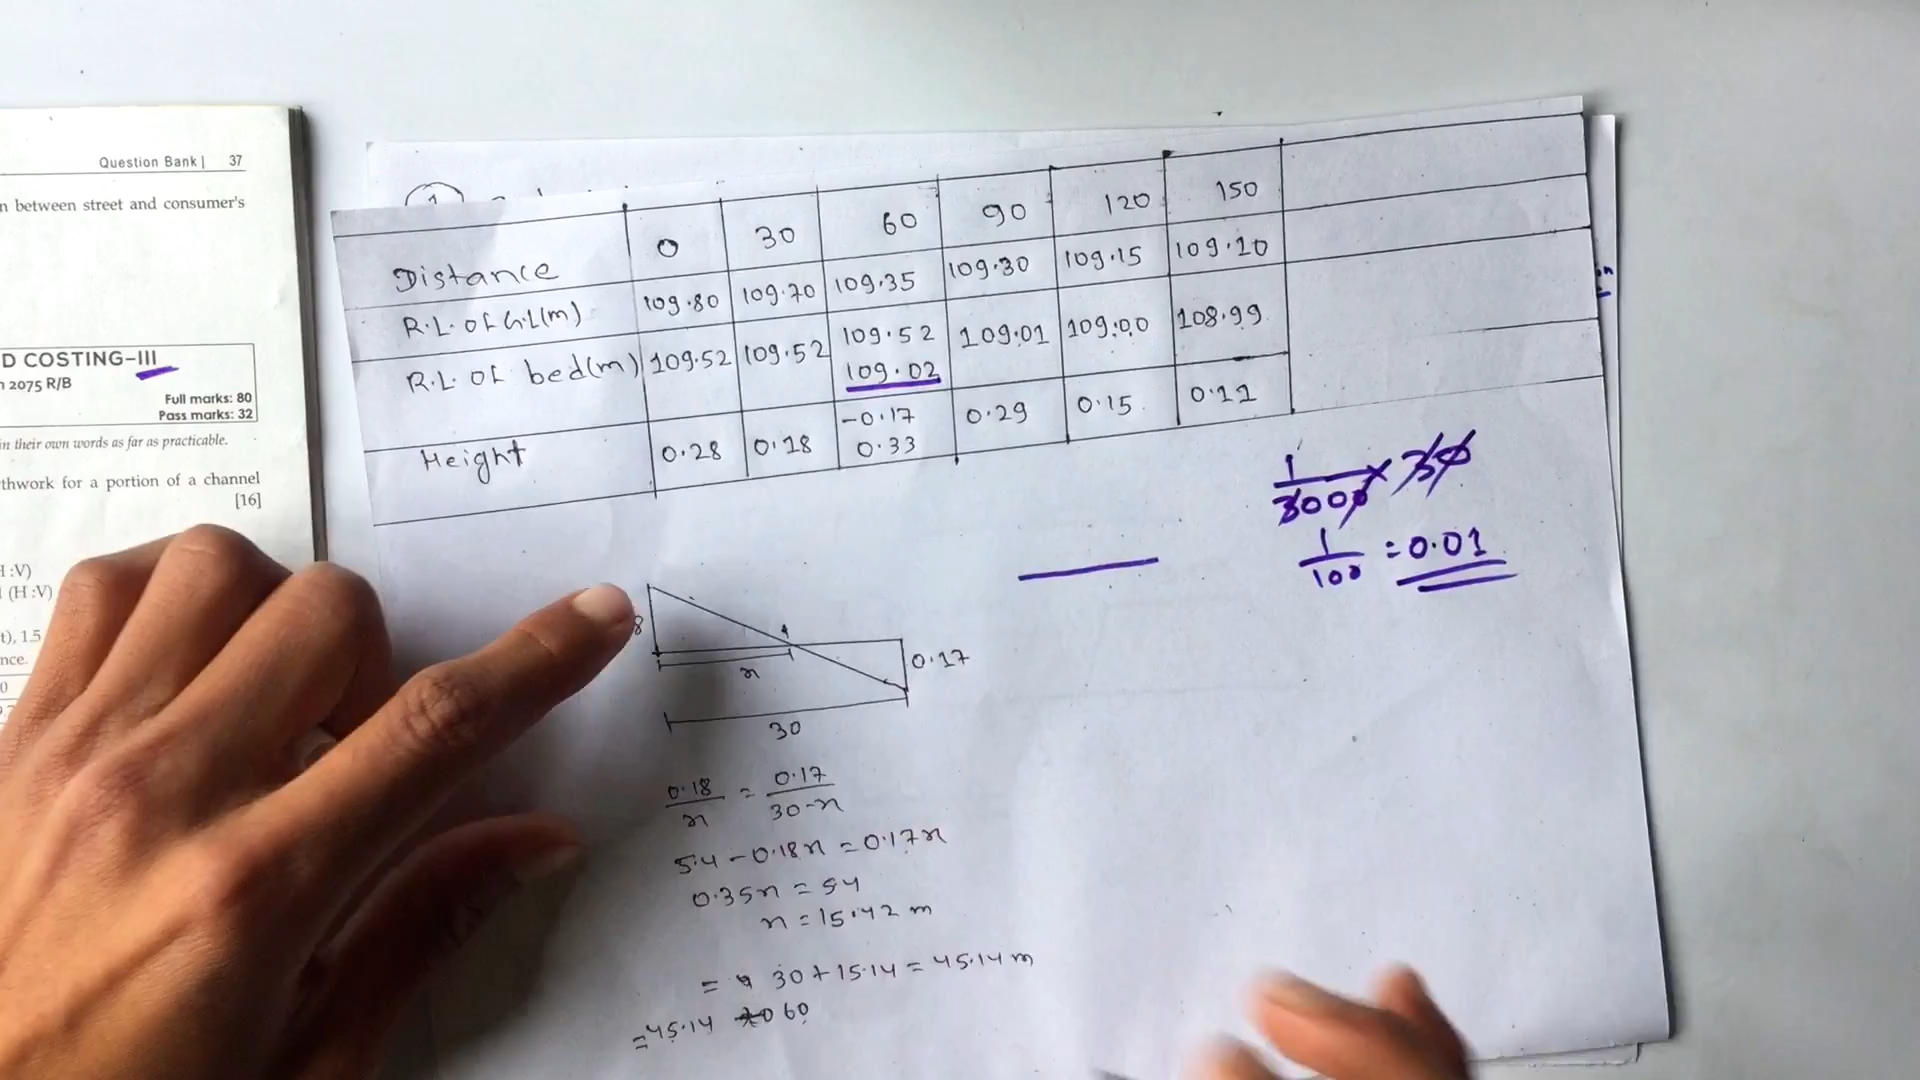 Question Bank | 37
n between street and consumer's
D COSTING–III
2075 R/B
Full marks: 80
Pass marks: 32
in their own words as far as practicable.
thwork for a portion of a channel
[16]
H:V)
(H:V)
t), 1.5
nce.
0
Distance 0 30 60 90 120 150
R.L. of G.L(m) 109.80 109.70 109.35 109.30 109.15 109.10
R.L. of bed(m) 109.52 109.52 109.52 109.01 109.00 108.99
109.02
Height 0.28 0.18 -0.17 0.29 0.15 0.11
0.33
1/3000 × 30
1/100 = 0.01
8
x
0.17
30
0.18/x = 0.17/30-x
5.4 - 0.18x = 0.17x
0.35x = 54
x = 15.42 m
= 30 + 15.14 = 45.14 m
= 45.14 60